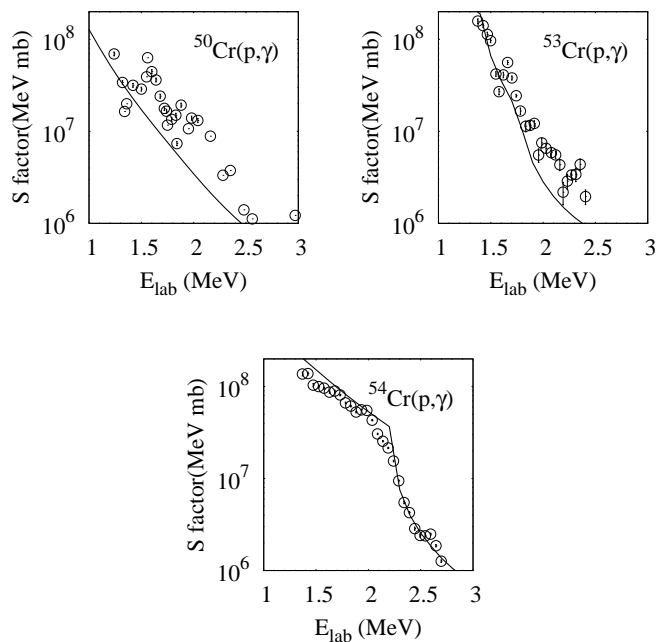 10^8
10^7
10^6
S factor(MeV mb)
^50Cr(p,γ)
1 1.5 2 2.5 3
E_lab (MeV)
10^8
10^7
10^6
S factor(MeV mb)
^53Cr(p,γ)
1 1.5 2 2.5 3
E_lab (MeV)
10^8
10^7
10^6
S factor(MeV mb)
^54Cr(p,γ)
1 1.5 2 2.5 3
E_lab (MeV)